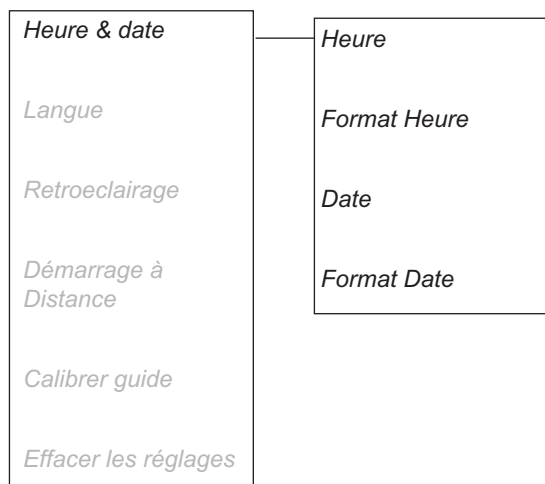 Heure & date
Langue
Retroeclairage
Démarrage à
Distance
Calibrer guide
Effacer les réglages
Heure
Format Heure
Date
Format Date